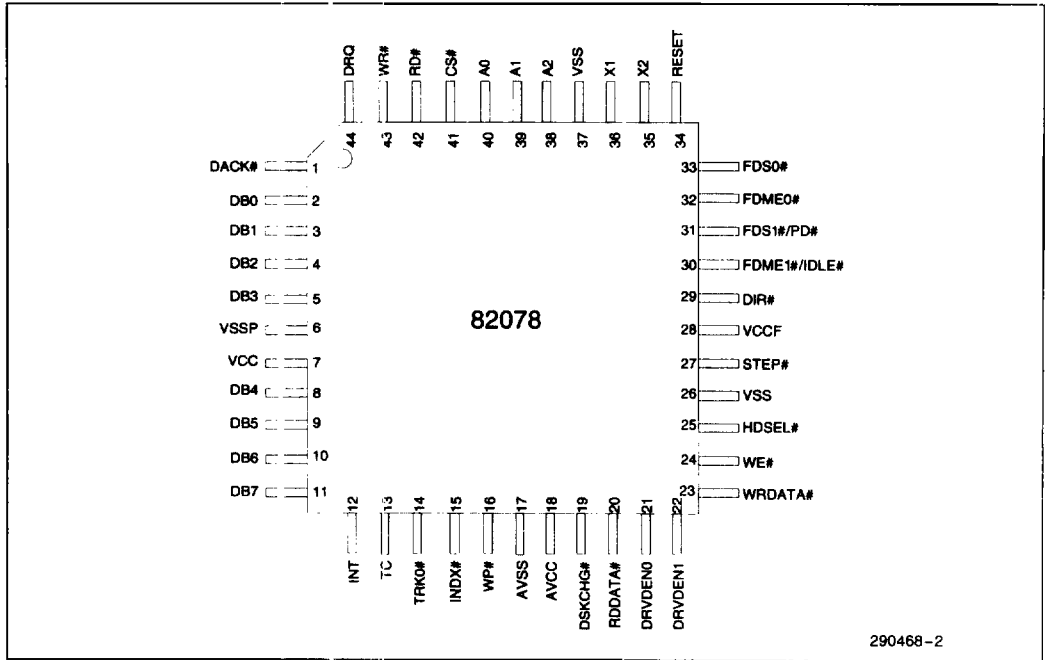 DRQ
WR#
RD#
CS#
A0
A1
A2
VSS
X1
X2
RESET
44
43
42
41
40
39
38
37
36
35
34
DACK# 1
DB0 2
DB1 3
DB2 4
DB3 5
VSSP 6
VCC 7
DB4 8
DB5 9
DB6 10
DB7 11
82078
33 FDS0#
32 FDME0#
31 FDS1#/PD#
30 FDME1#/IDLE#
29 DIR#
28 VCCF
27 STEP#
26 VSS
25 HDSEL#
24 WE#
23 WRDATA#
12
13
14
15
16
17
18
19
20
21
22
INT
TC
TRK0#
INDX#
WP#
AVSS
AVCC
DSKCHG#
RDDATA#
DRVDEN0
DRVDEN1
290468-2